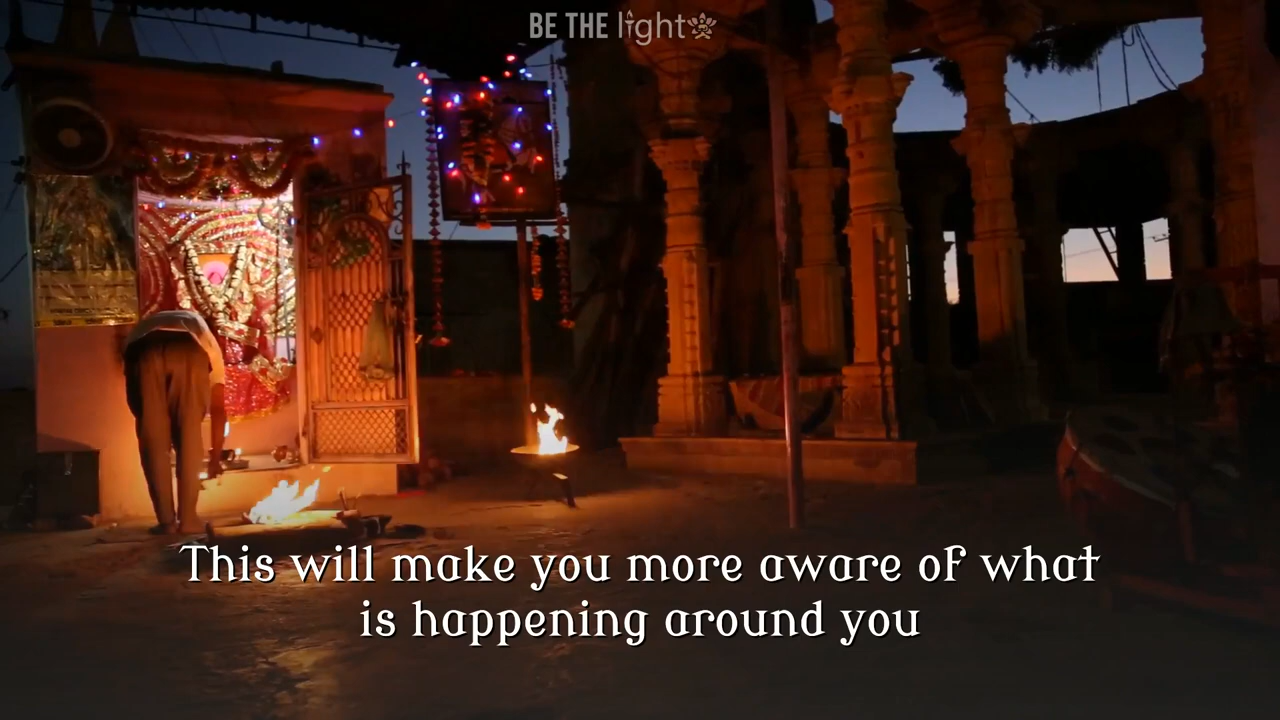 BE THE light
This will make you more aware of what
is happening around you